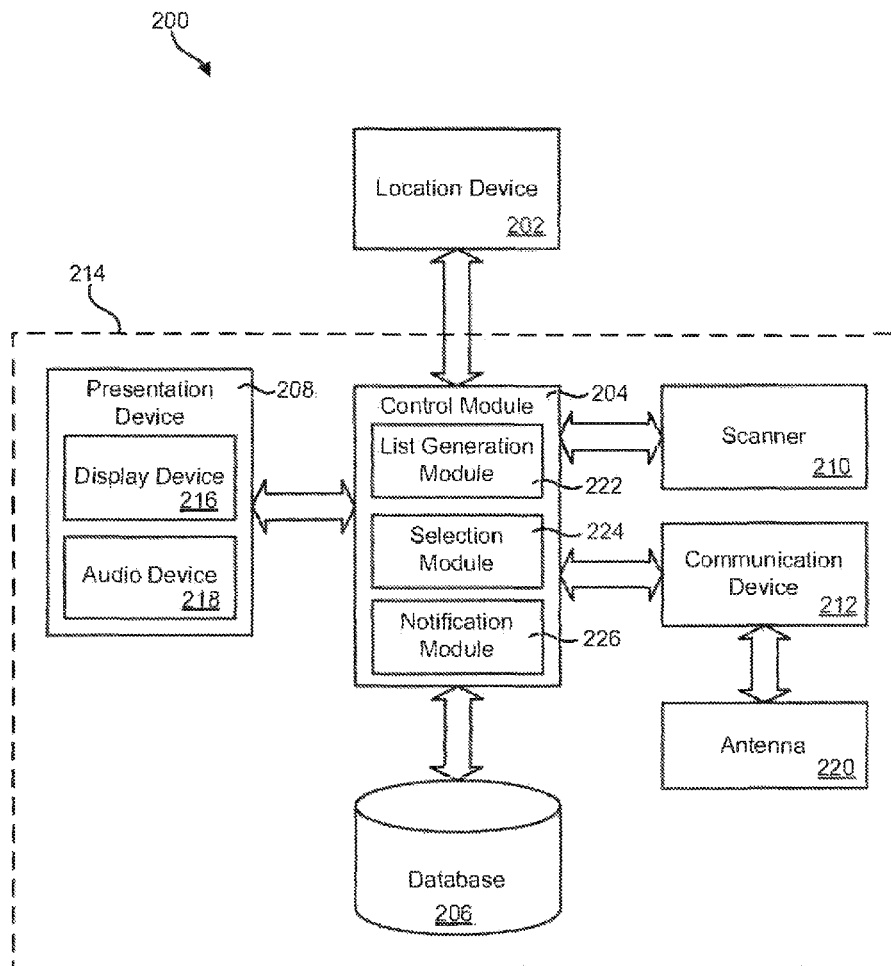 200
Location Device
202
214
Presentation
Device
208
Display Device
216
Audio Device
218
Control Module
204
List Generation
Module
222
Selection
Module
224
Notification
Module
226
Scanner
210
Communication
Device
212
Antenna
220
Database
206